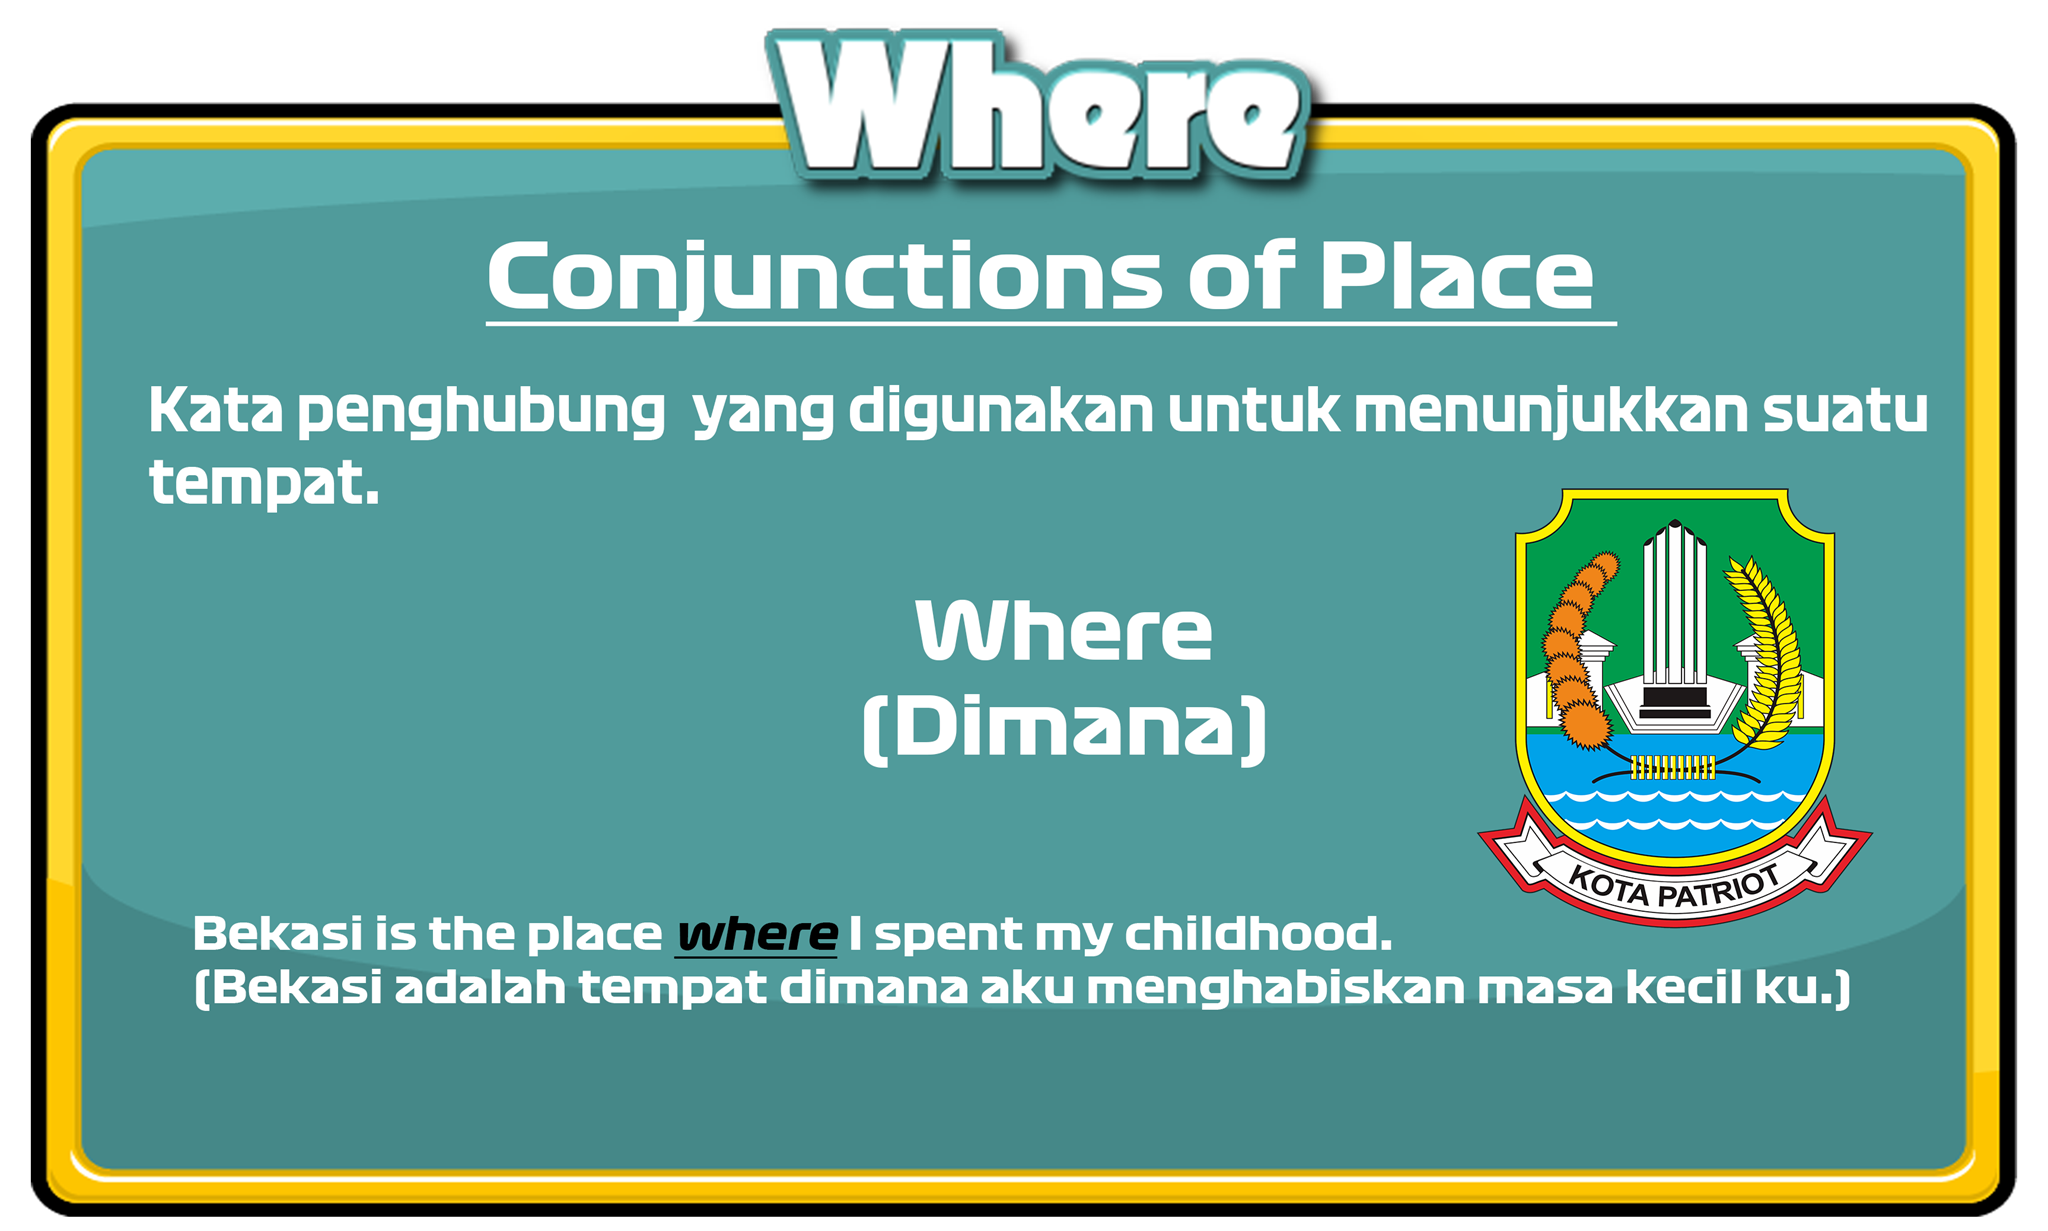 Where
Conjunctions of Place
Kata penghubung yang digunakan untuk menunjukkan suatu
tempat.
Where
(Dimana)
KOTA PATRIOT
Bekasi is the place where I spent my childhood.
(Bekasi adalah tempat dimana aku menghabiskan masa kecil ku.)